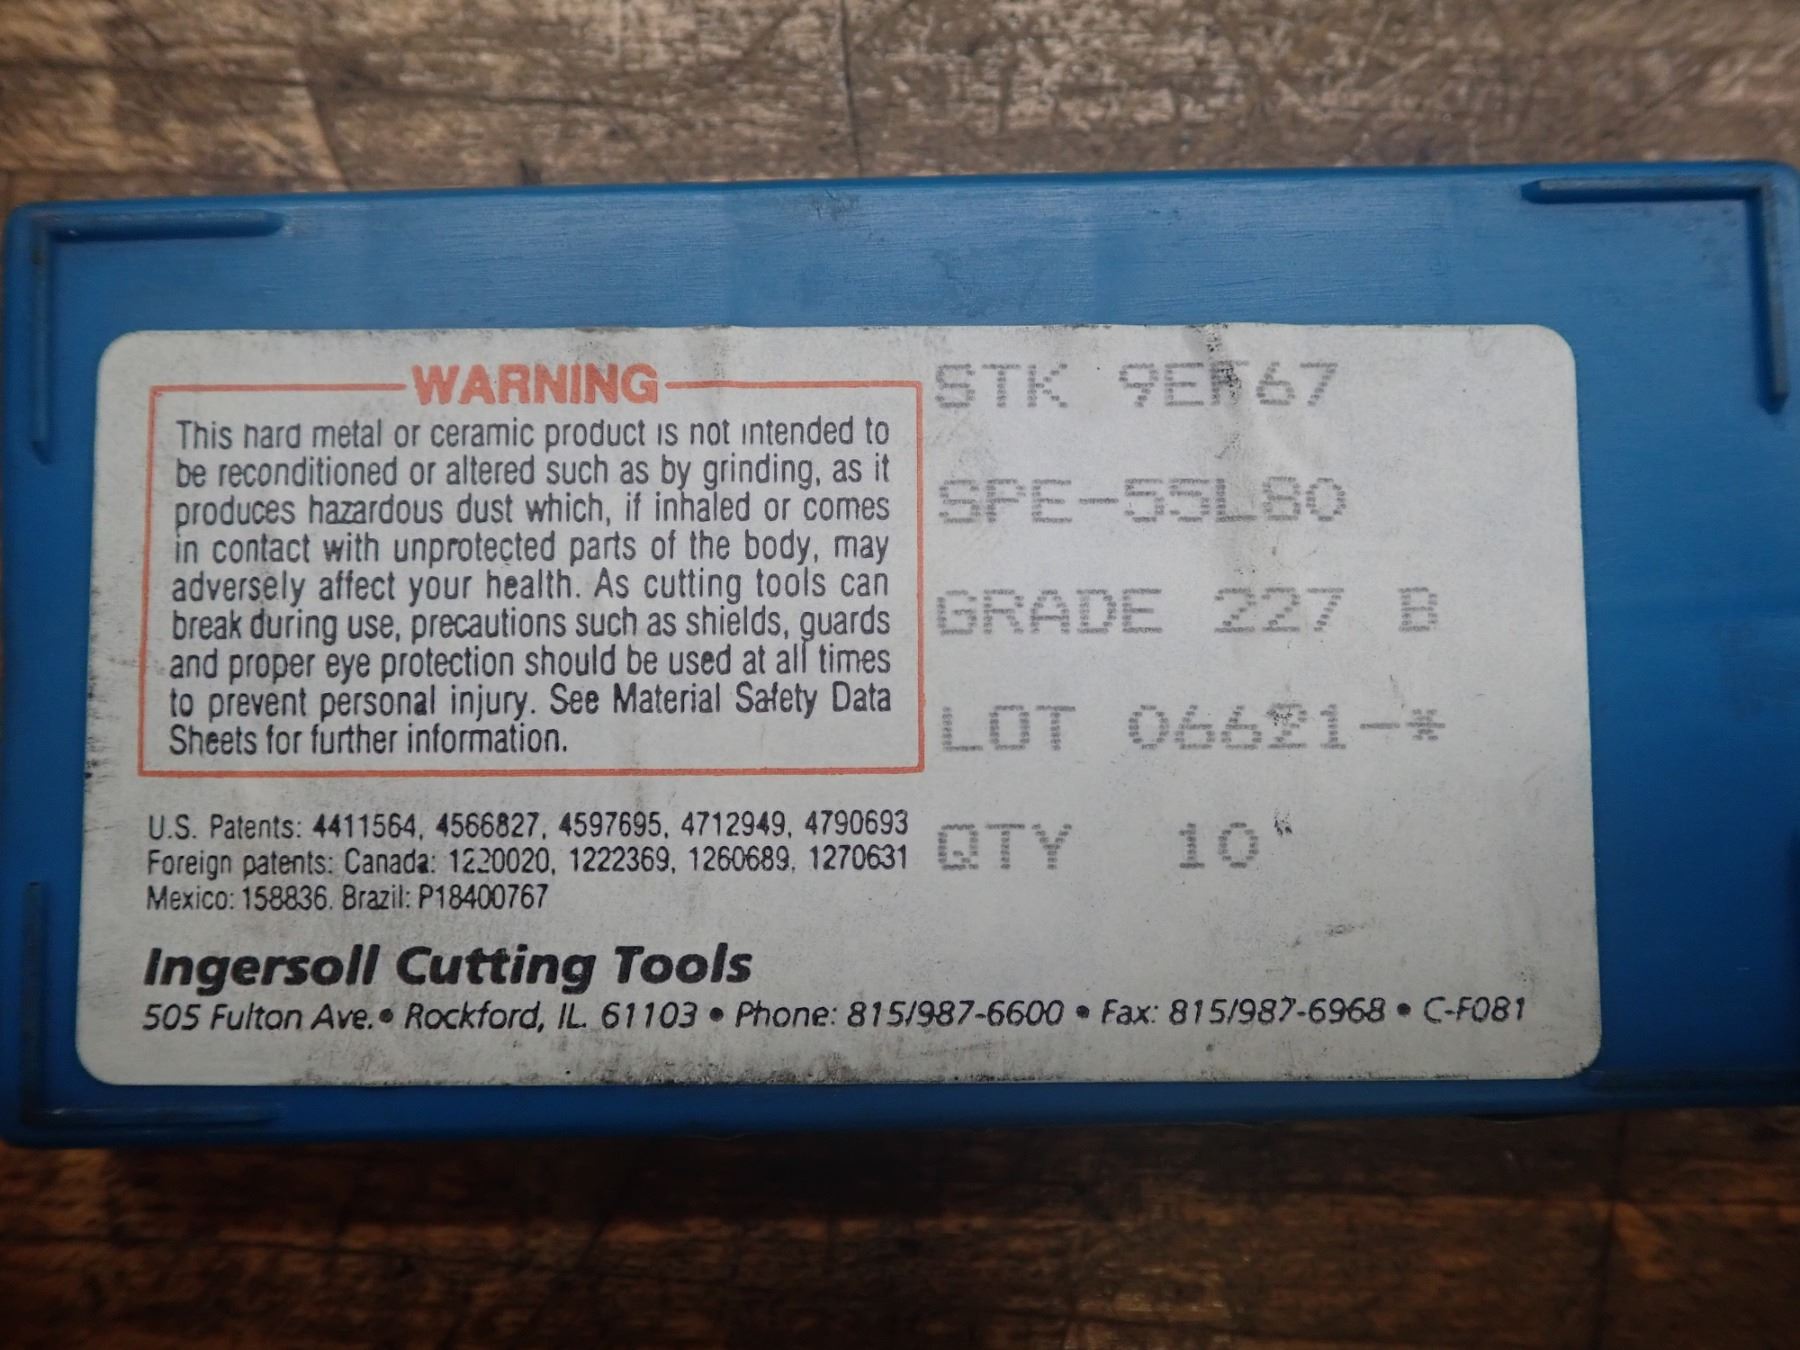 WARNING
This hard metal or ceramic product is not intended to
be reconditioned or altered such as by grinding, as it
produces hazardous dust which, if inhaled or comes
in contact with unprotected parts of the body, may
adversely affect your health. As cutting tools can
break during use, precautions such as shields, guards
and proper eye protection should be used at all times
to prevent personal injury. See Material Safety Data
Sheets for further information.
U.S. Patents: 4411564, 4566827, 4597695, 4712949, 4790693
Foreign patents: Canada: 1220020, 1222369, 1260689, 1270631
Mexico: 158836. Brazil: P18400767
STK
SPE-55L80
GRADE 227 B
LOT 06621-*
QTY 10
Ingersoll Cutting Tools
505 Fulton Ave. • Rockford, IL. 61103 • Phone: 815/987-6600 • Fax: 815/987-6968 • C-F081